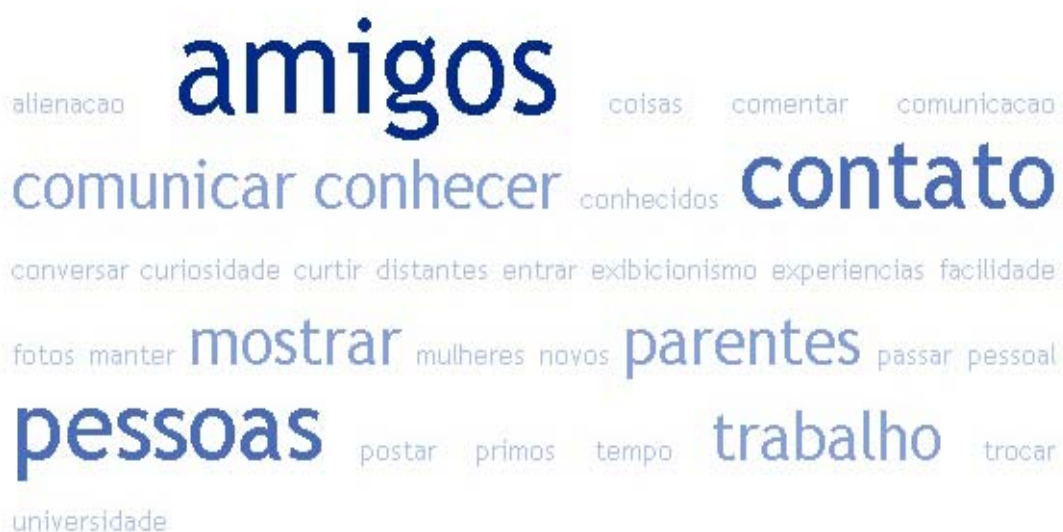 alienacao amigos coisas comentar comunicacao
comunicar conhecer conhecidos contato
conversar curiosidade curtir distantes entrar exibicionismo experiencias facilidade
fotos manter mostrar mulheres novos parentes passar pessoal
pessoas postar primos tempo trabalho trocar
universidade